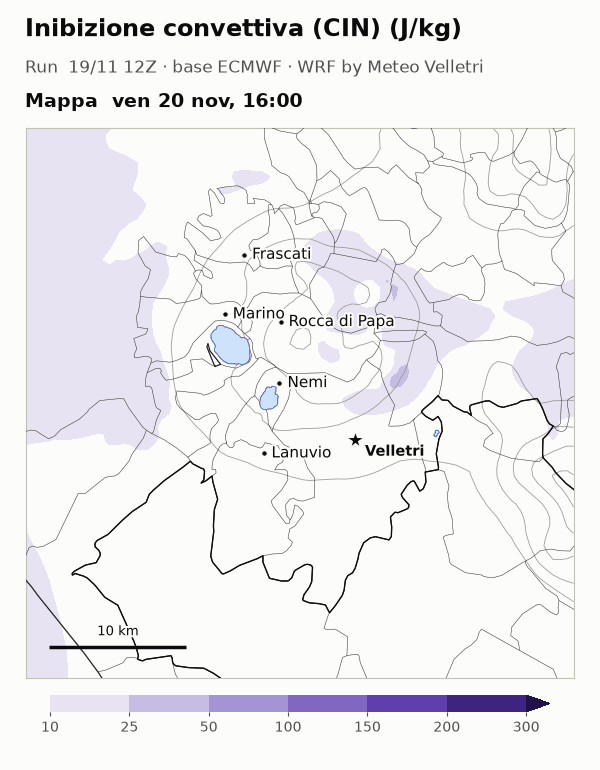 Inibizione convettiva (CIN) (J/kg)
Run  19/11 12Z · base ECMWF · WRF by Meteo Velletri
Mappa  ven 20 nov, 16:00
Frascati
Marino
Rocca di Papa
Nemi
Velletri
Lanuvio
10 km
10 25 50 100 150 200 300